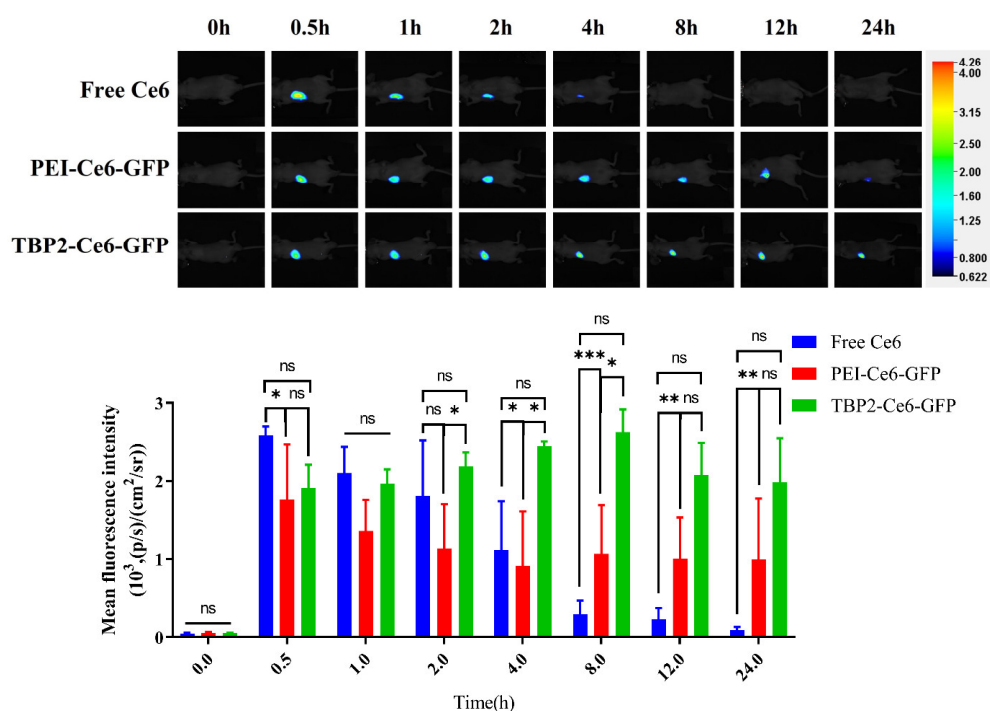 0h 0.5h 1h 2h 4h 8h 12h 24h
Free Ce6
PEI-Ce6-GFP
TBP2-Ce6-GFP
4.26
4.00
3.15
2.50
2.00
1.60
1.25
0.800
0.622
Free Ce6
PEI-Ce6-GFP
TBP2-Ce6-GFP
Mean fluorescence intensity
(10³,(p/s)/(cm²/sr))
3
2
1
0
ns
ns
* ns
ns
ns
ns *
ns
* *
ns
*** *
ns
** ns
ns
** ns
0.0 0.5 1.0 2.0 4.0 8.0 12.0 24.0
Time(h)